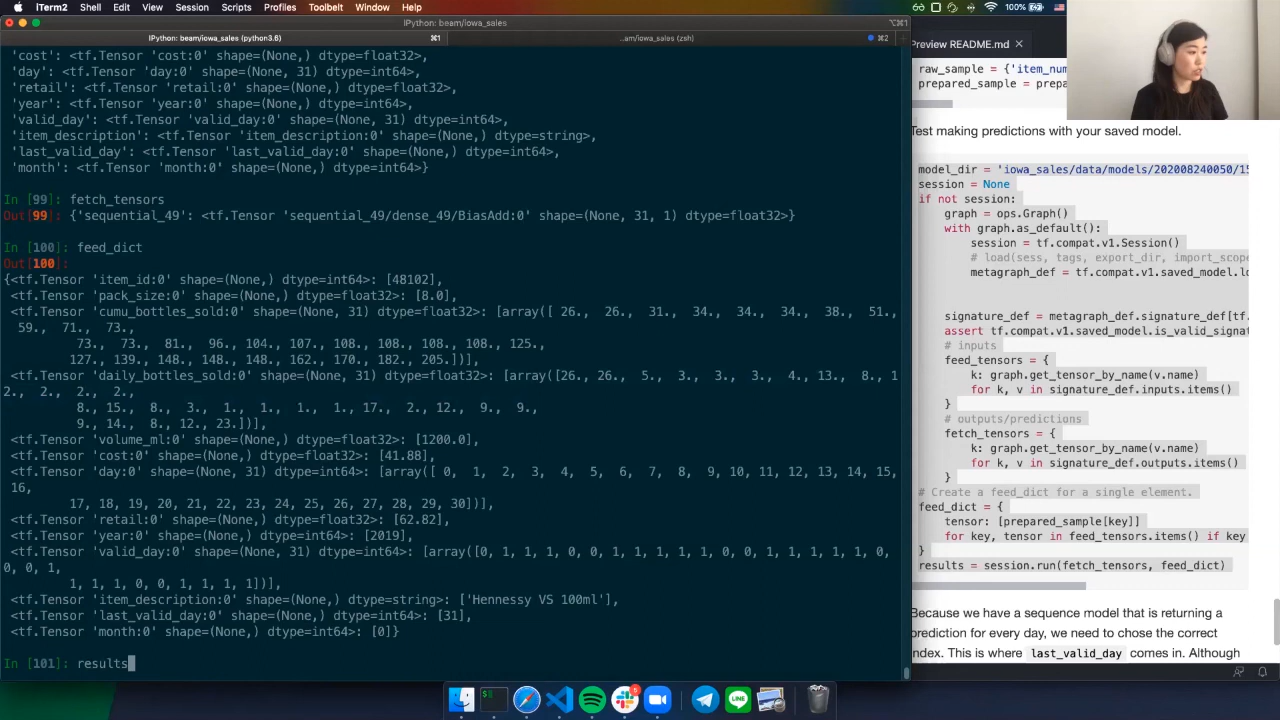 iTerm2 Shell Edit View Session Scripts Profiles Toolbelt Window Help 100%
IPython: beam/iowa_sales ⌥⌘1
IPython: beam/iowa_sales (python3.6) ⌘1 ..am/iowa_sales (zsh) ⌘2
'cost': <tf.Tensor 'cost:0' shape=(None,) dtype=float32>,
'day': <tf.Tensor 'day:0' shape=(None, 31) dtype=int64>,
'retail': <tf.Tensor 'retail:0' shape=(None,) dtype=float32>,
'year': <tf.Tensor 'year:0' shape=(None,) dtype=int64>,
'valid_day': <tf.Tensor 'valid_day:0' shape=(None, 31) dtype=int64>,
'item_description': <tf.Tensor 'item_description:0' shape=(None,) dtype=string>,
'last_valid_day': <tf.Tensor 'last_valid_day:0' shape=(None,) dtype=int64>,
'month': <tf.Tensor 'month:0' shape=(None,) dtype=int64>}
In [99]: fetch_tensors
Out[99]: {'sequential_49': <tf.Tensor 'sequential_49/dense_49/BiasAdd:0' shape=(None, 31, 1) dtype=float32>}
In [100]: feed_dict
Out[100]:
{<tf.Tensor 'item_id:0' shape=(None,) dtype=int64>: [48102],
<tf.Tensor 'pack_size:0' shape=(None,) dtype=float32>: [8.0],
<tf.Tensor 'cumu_bottles_sold:0' shape=(None, 31) dtype=float32>: [array([ 26., 26., 31., 34., 34., 34., 38., 51.,
59., 71., 73.,
73., 73., 81., 96., 104., 107., 108., 108., 108., 108., 125.,
127., 139., 148., 148., 148., 162., 170., 182., 205.])],
<tf.Tensor 'daily_bottles_sold:0' shape=(None, 31) dtype=float32>: [array([26., 26., 5., 3., 3., 3., 4., 13., 8., 1
2., 2., 2., 2.,
8., 15., 8., 3., 1., 1., 1., 1., 17., 2., 12., 9., 9.,
9., 14., 8., 12., 23.])],
<tf.Tensor 'volume_ml:0' shape=(None,) dtype=float32>: [1200.0],
<tf.Tensor 'cost:0' shape=(None,) dtype=float32>: [41.88],
<tf.Tensor 'day:0' shape=(None, 31) dtype=int64>: [array([ 0, 1, 2, 3, 4, 5, 6, 7, 8, 9, 10, 11, 12, 13, 14, 15,
16,
17, 18, 19, 20, 21, 22, 23, 24, 25, 26, 27, 28, 29, 30])],
<tf.Tensor 'retail:0' shape=(None,) dtype=float32>: [62.82],
<tf.Tensor 'year:0' shape=(None,) dtype=int64>: [2019],
<tf.Tensor 'valid_day:0' shape=(None, 31) dtype=int64>: [array([0, 1, 1, 1, 0, 0, 1, 1, 1, 1, 1, 0, 0, 1, 1, 1, 1, 1, 0,
0, 0, 1,
1, 1, 1, 0, 0, 1, 1, 1, 1])],
<tf.Tensor 'item_description:0' shape=(None,) dtype=string>: ['Hennessy VS 100ml'],
<tf.Tensor 'last_valid_day:0' shape=(None,) dtype=int64>: [31],
<tf.Tensor 'month:0' shape=(None,) dtype=int64>: [0]}
In [101]: results
Preview README.md ×
raw_sample = {'item_num
prepared_sample = prepa
Test making predictions with your saved model.
model_dir = 'iowa_sales/data/models/202008240050/15
session = None
if not session:
graph = ops.Graph()
with graph.as_default():
session = tf.compat.v1.Session()
# load(sess, tags, export_dir, import_scope
metagraph_def = tf.compat.v1.saved_model.lo
signature_def = metagraph_def.signature_def[tf.
assert tf.compat.v1.saved_model.is_valid_signat
# inputs
feed_tensors = {
k: graph.get_tensor_by_name(v.name)
for k, v in signature_def.inputs.items()
}
# outputs/predictions
fetch_tensors = {
k: graph.get_tensor_by_name(v.name)
for k, v in signature_def.outputs.items()
}
# Create a feed_dict for a single element.
feed_dict = {
tensor: [prepared_sample[key]]
for key, tensor in feed_tensors.items() if key
}
results = session.run(fetch_tensors, feed_dict)
Because we have a sequence model that is returning a
prediction for every day, we need to chose the correct
index. This is where last_valid_day comes in. Although